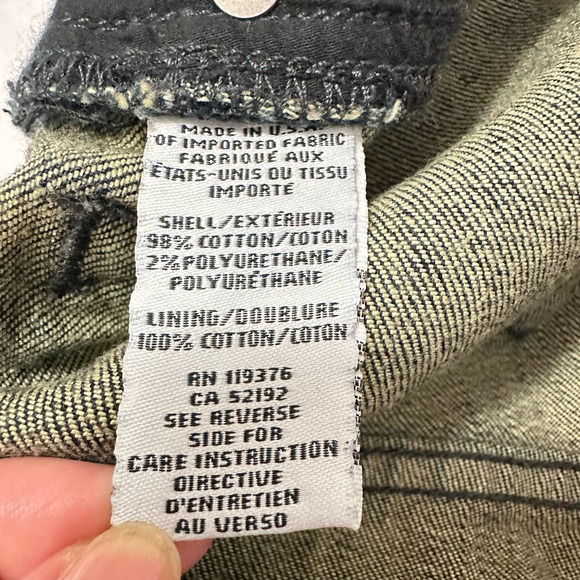 MADE IN U.S.A.
OF IMPORTED FABRIC
FABRIQUÉ AUX
ÉTATS-UNIS OU TISSU
IMPORTÉ
SHELL/EXTÉRIEUR
98% COTTON/COTON
2% POLYURETHANE/
POLYURÉTHANE
LINING/DOUBLURE
100% COTTON/COTON
RN 119376
CA 52192
SEE REVERSE
SIDE FOR
CARE INSTRUCTION
DIRECTIVE
D'ENTRETIEN
AU VERSO